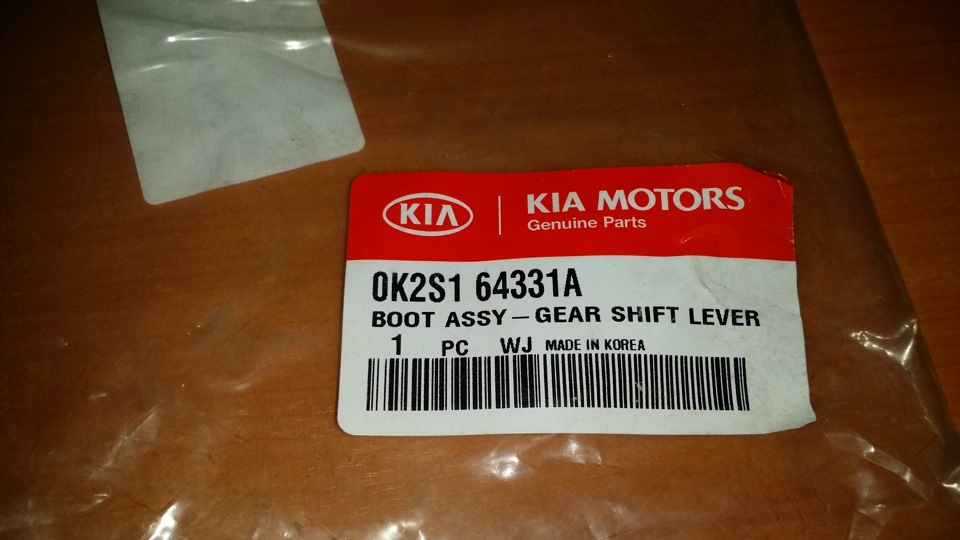 KIA
KIA MOTORS
Genuine Parts
0K2S1 64331A
BOOT ASSY-GEAR SHIFT LEVER
1 PC WJ MADE IN KOREA